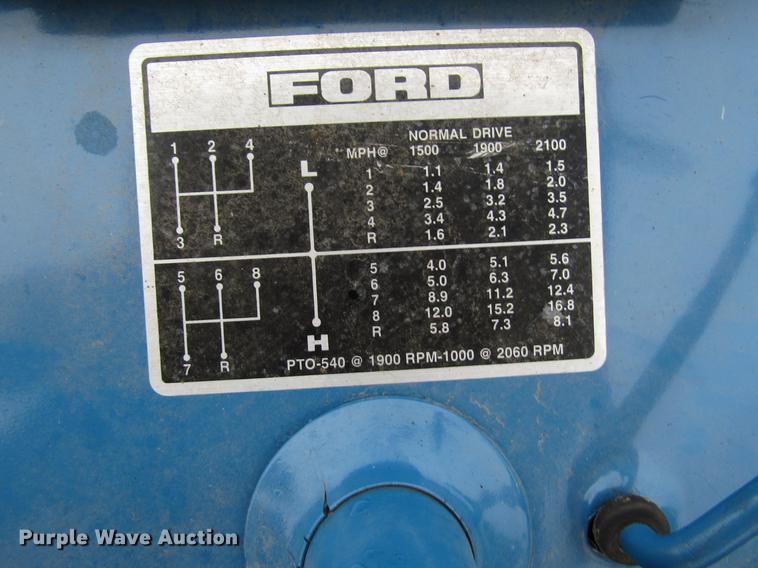 FORD
NORMAL DRIVE
MPH@ 1500 1900 2100
1 2 4 L 1 1.1 1.4 1.5
2 1.4 1.8 2.0
3 2.5 3.2 3.5
4 3.4 4.3 4.7
3 R R 1.6 2.1 2.3
5 6 8 5 4.0 5.1 5.6
6 5.0 6.3 7.0
7 8.9 11.2 12.4
8 12.0 15.2 16.8
H R 5.8 7.3 8.1
7 R PTO-540 @ 1900 RPM-1000 @ 2060 RPM
Purple Wave Auction